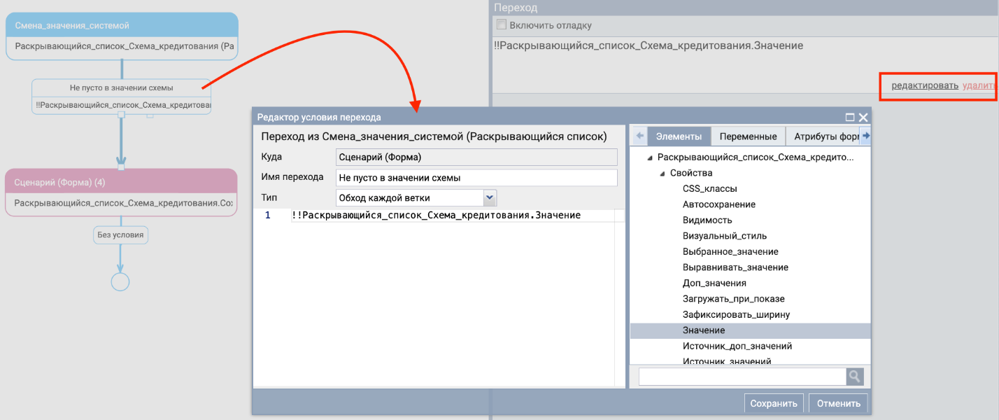 Смена_значения_системой
Раскрывающийся_список_Схема_кредитования (Ра
Не пусто в значении схемы
!!Раскрывающийся_список_Схема_кредитован
Сценарий (Форма) (4)
Раскрывающийся_список_Схема_кредитования.Сох
Без условия
Переход
Включить отладку
!!Раскрывающийся_список_Схема_кредитования.Значение
редактировать удалить
Редактор условия перехода
Переход из Смена_значения_системой (Раскрывающийся список)
Куда Сценарий (Форма)
Имя перехода Не пусто в значении схемы
Тип Обход каждой ветки
1 !!Раскрывающийся_список_Схема_кредитования.Значение
Элементы Переменные Атрибуты фор
Раскрывающийся_список_Схема_кредито...
Свойства
CSS_классы
Автосохранение
Видимость
Визуальный_стиль
Выбранное_значение
Выравнивать_значение
Доп_значения
Загружать_при_показе
Зафиксировать_ширину
Значение
Источник_доп_значений
Источник_значений
Сохранить Отменить